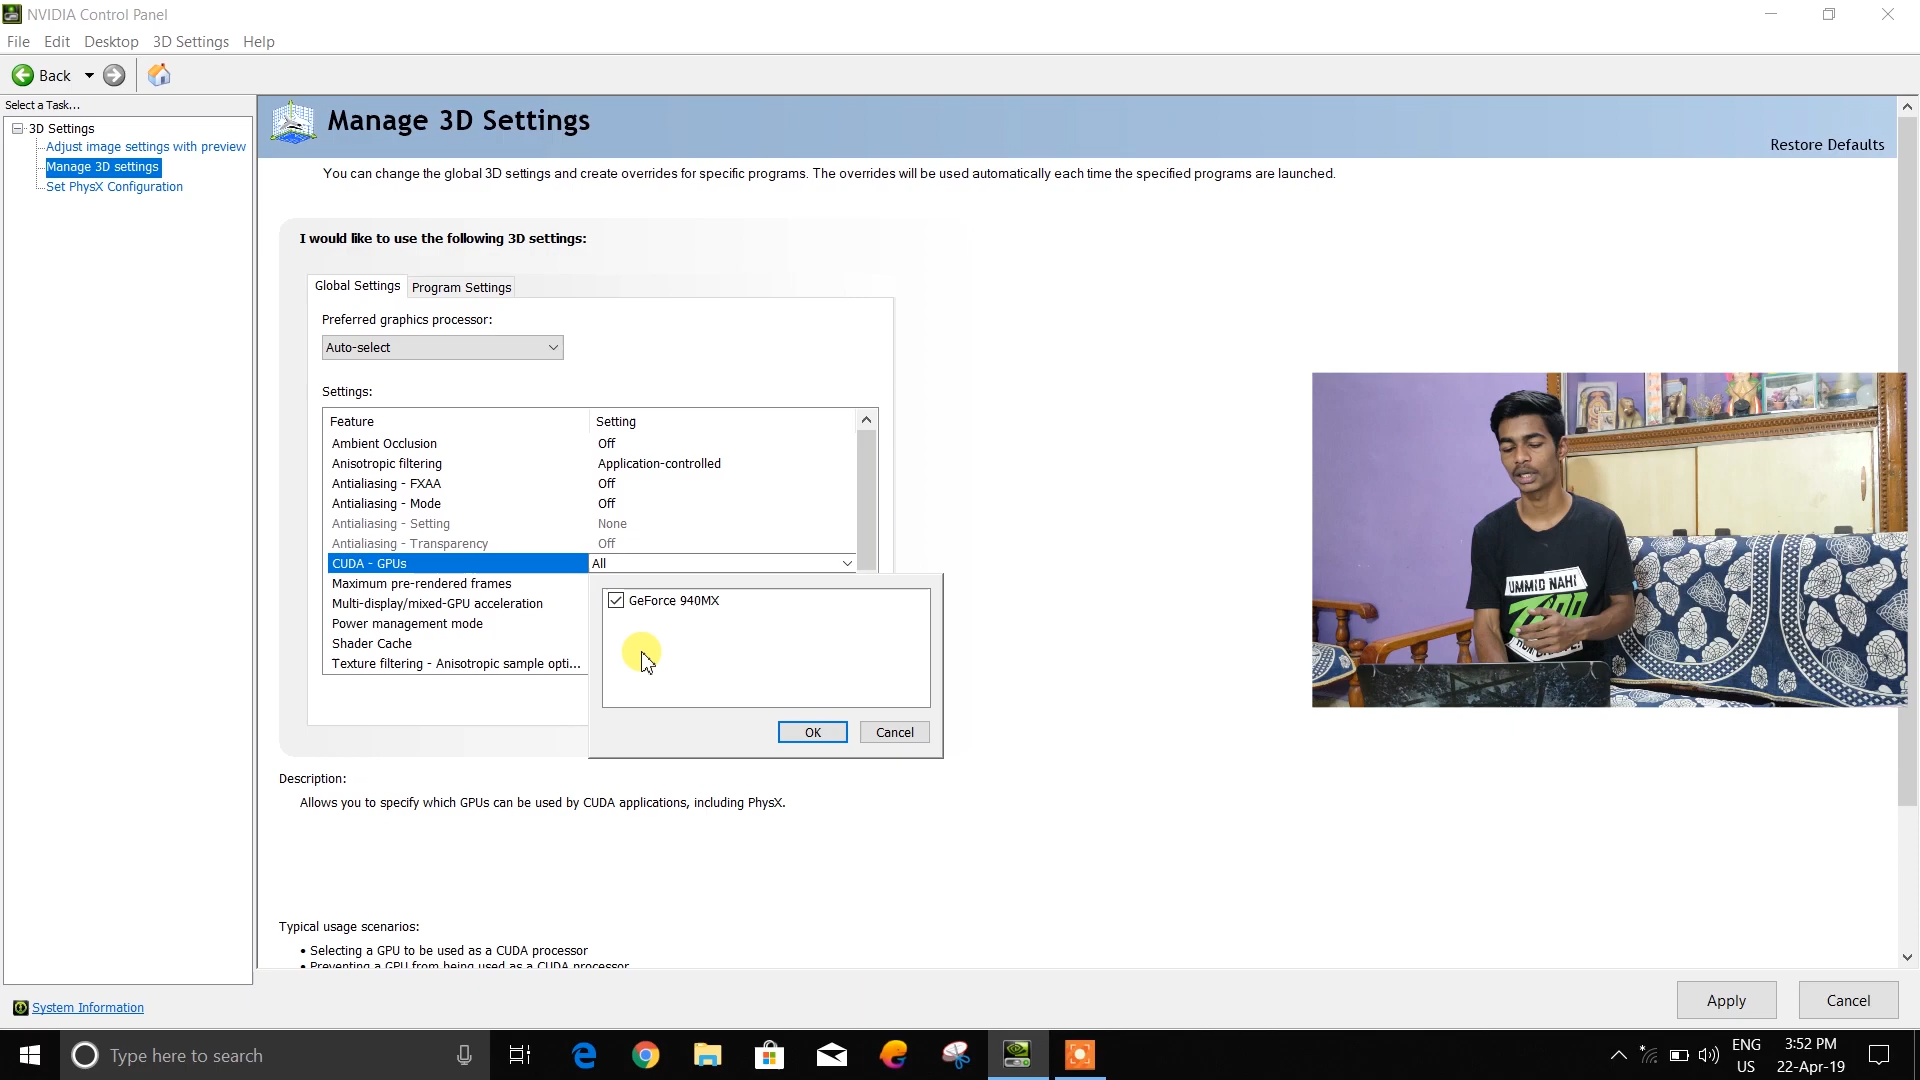 NVIDIA Control Panel
File Edit Desktop 3D Settings Help
Back
Select a Task...
3D Settings
Adjust image settings with preview
Manage 3D settings
Set PhysX Configuration
System Information
Manage 3D Settings
Restore Defaults
You can change the global 3D settings and create overrides for specific programs. The overrides will be used automatically each time the specified programs are launched.
I would like to use the following 3D settings:
Global Settings Program Settings
Preferred graphics processor:
Auto-select
Settings:
Feature Setting
Ambient Occlusion Off
Anisotropic filtering Application-controlled
Antialiasing - FXAA Off
Antialiasing - Mode Off
Antialiasing - Setting None
Antialiasing - Transparency Off
CUDA - GPUs All
Maximum pre-rendered frames
Multi-display/mixed-GPU acceleration
Power management mode
Shader Cache
Texture filtering - Anisotropic sample opti...
GeForce 940MX
OK Cancel
Description:
Allows you to specify which GPUs can be used by CUDA applications, including PhysX.
Typical usage scenarios:
• Selecting a GPU to be used as a CUDA processor
• Preventing a GPU from being used as a CUDA processor
UMMID NAHI
Apply Cancel
Type here to search
ENG
US
3:52 PM
22-Apr-19